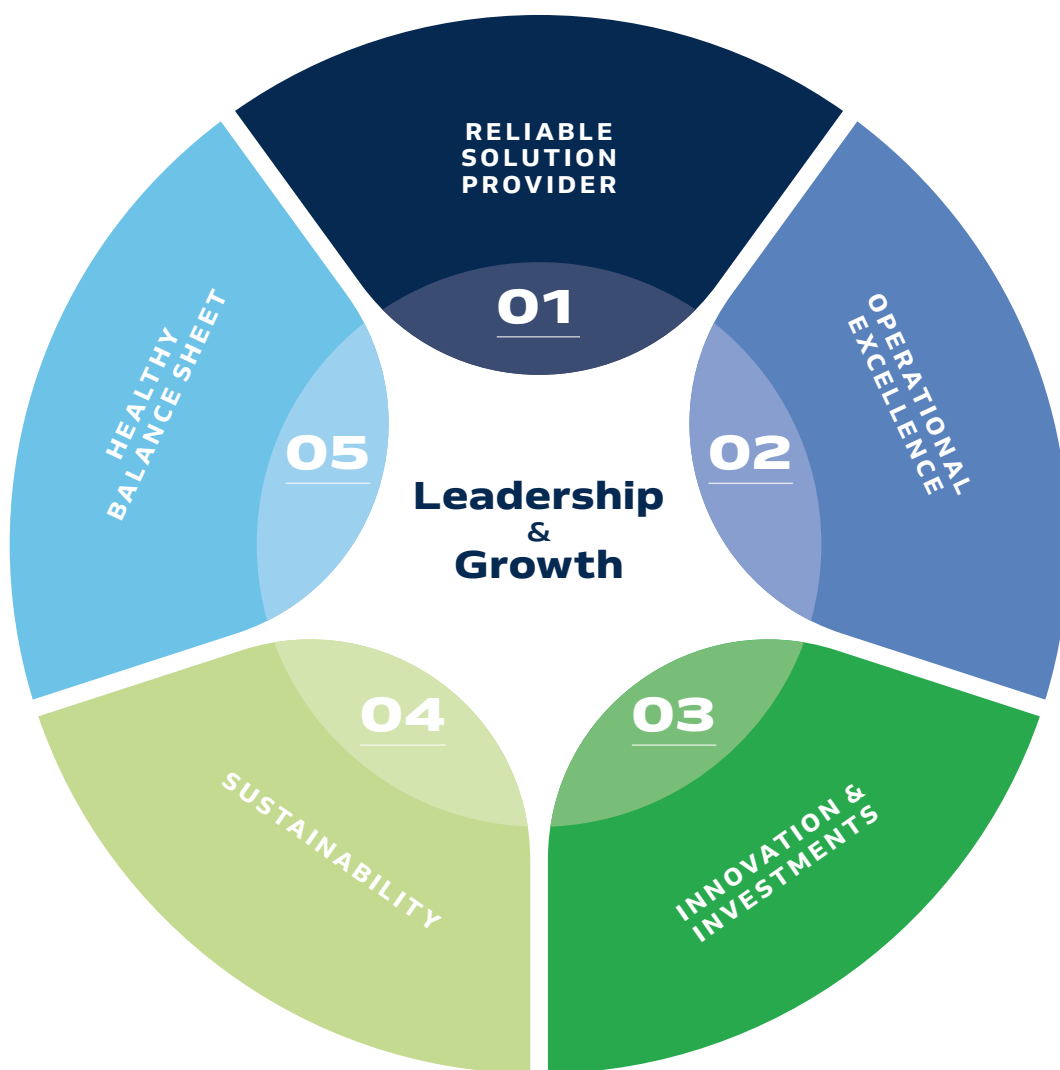 RELIABLE
SOLUTION
PROVIDER
01
OPERATIONAL
EXCELLENCE
02
INNOVATION &
INVESTMENTS
03
SUSTAINABILITY
04
HEALTHY
BALANCE SHEET
05
Leadership
&
Growth